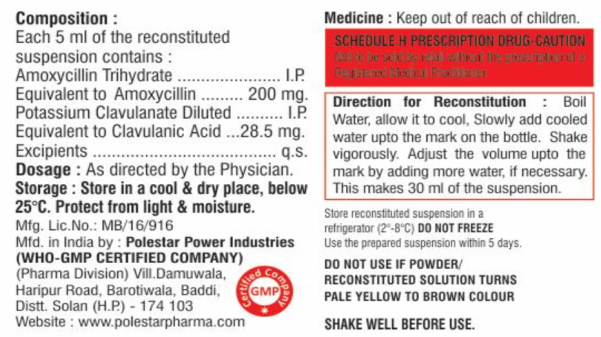 Composition :
Each 5 ml of the reconstituted
suspension contains :
Amoxycillin Trihydrate ...................... I.P.
Equivalent to Amoxycillin ......... 200 mg.
Potassium Clavulanate Diluted .......... I.P.
Equivalent to Clavulanic Acid ...28.5 mg.
Excipients ....................................... q.s.
Dosage : As directed by the Physician.
Storage : Store in a cool & dry place, below
25°C. Protect from light & moisture.
Mfg. Lic.No.: MB/16/916
Mfd. in India by : Polestar Power Industries
(WHO-GMP CERTIFIED COMPANY)
(Pharma Division) Vill.Damuwala,
Haripur Road, Barotiwala, Baddi,
Distt. Solan (H.P.) - 174 103
Website : www.polestarpharma.com
Certified Company
GMP
Medicine : Keep out of reach of children.
SCHEDULE H PRESCRIPTION DRUG-CAUTION
Not to be sold by retail without the prescription of a
Registered Medical Practitioner.
Direction for Reconstitution : Boil
Water, allow it to cool, Slowly add cooled
water upto the mark on the bottle. Shake
vigorously. Adjust the volume upto the
mark by adding more water, if necessary.
This makes 30 ml of the suspension.
Store reconstituted suspension in a
refrigerator (2°-8°C) DO NOT FREEZE
Use the prepared suspension within 5 days.
DO NOT USE IF POWDER/
RECONSTITUTED SOLUTION TURNS
PALE YELLOW TO BROWN COLOUR
SHAKE WELL BEFORE USE.